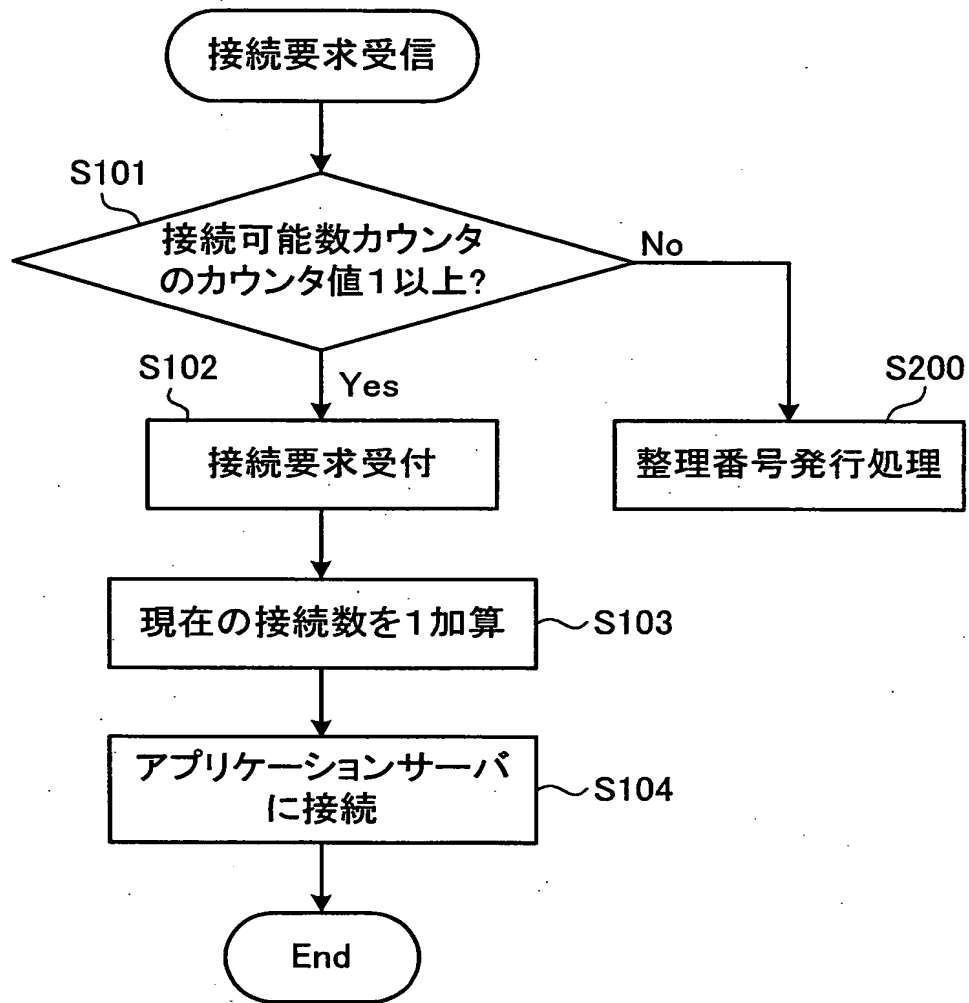 接続要求受信
S101
接続可能数カウンタ
のカウンタ値1以上?
No
S102
Yes
S200
接続要求受付
整理番号発行処理
現在の接続数を1加算
S103
アプリケーションサーバ
に接続
S104
End